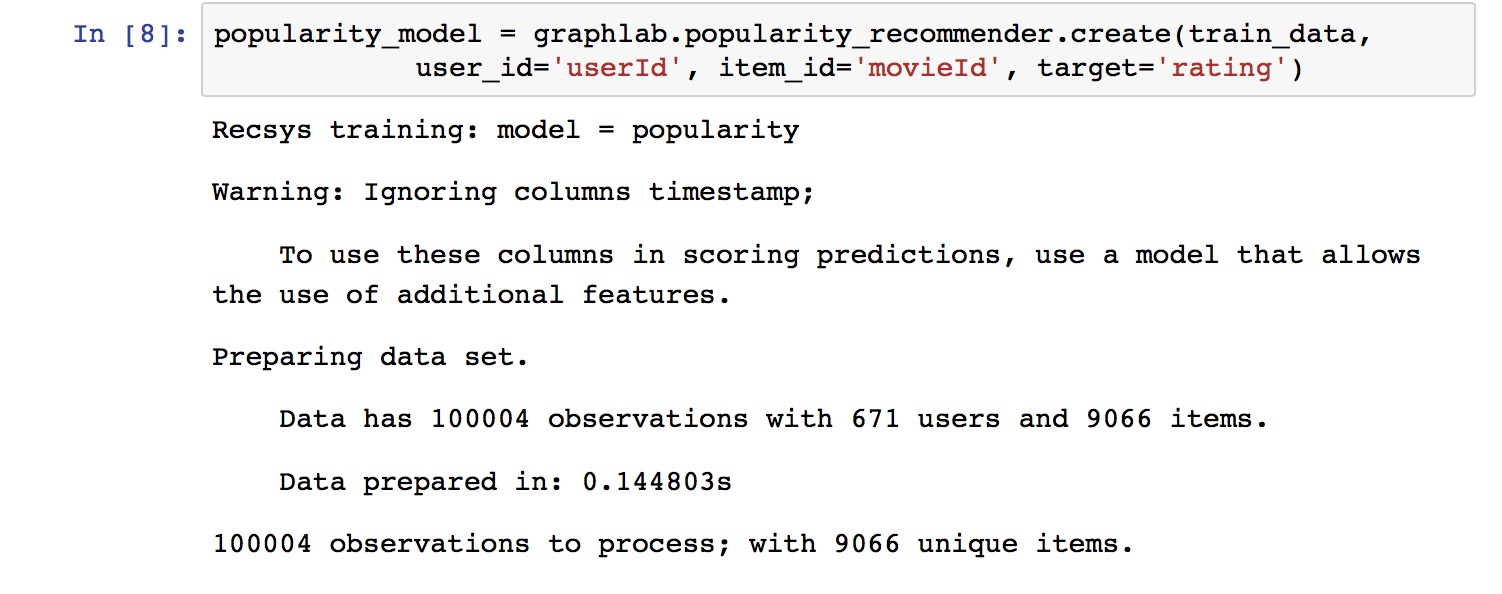 In [8]: popularity_model = graphlab.popularity_recommender.create(train_data,
user_id='userId', item_id='movieId', target='rating')
Recsys training: model = popularity
Warning: Ignoring columns timestamp;
To use these columns in scoring predictions, use a model that allows
the use of additional features.
Preparing data set.
Data has 100004 observations with 671 users and 9066 items.
Data prepared in: 0.144803s
100004 observations to process; with 9066 unique items.